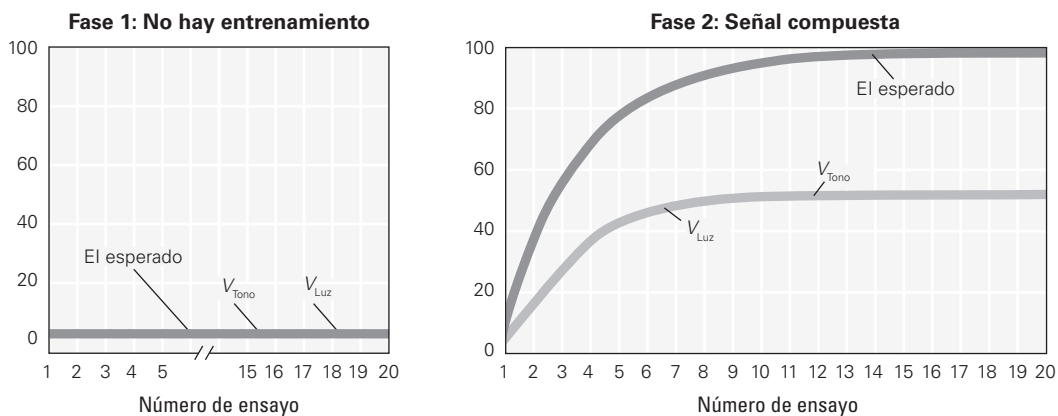 Fase 1: No hay entrenamiento
100
80
60
40
20
0
El esperado
VTono
VLuz
1 2 3 4 5 15 16 17 18 19 20
Número de ensayo
Fase 2: Señal compuesta
100
80
60
40
20
0
El esperado
VTono
VLuz
1 2 3 4 5 6 7 8 9 10 11 12 13 14 15 16 17 18 19 20
Número de ensayo